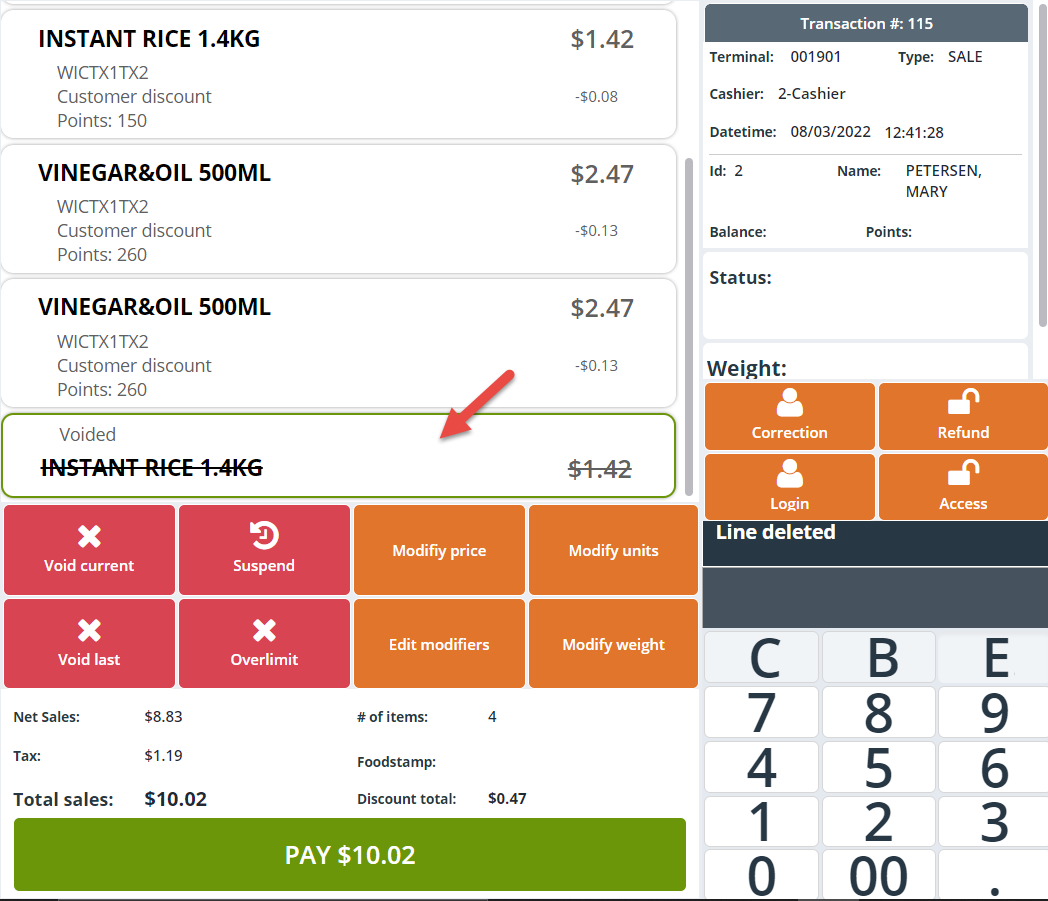 INSTANT RICE 1.4KG $1.42
WICTX1TX2
Customer discount -$0.08
Points: 150
VINEGAR&OIL 500ML $2.47
WICTX1TX2
Customer discount -$0.13
Points: 260
VINEGAR&OIL 500ML $2.47
WICTX1TX2
Customer discount -$0.13
Points: 260
Voided
INSTANT RICE 1.4KG $1.42
Void current Suspend Modifiy price Modify units
Void last Overlimit Edit modifiers Modify weight
Net Sales: $8.83 # of items: 4
Tax: $1.19
Foodstamp:
Total sales: $10.02 Discount total: $0.47
PAY $10.02
Transaction #: 115
Terminal: 001901 Type: SALE
Cashier: 2-Cashier
Datetime: 08/03/2022 12:41:28
Id: 2 Name: PETERSEN,
MARY
Balance: Points:
Status:
Weight:
Correction Refund
Login Access
Line deleted
C B E
7 8 9
4 5 6
1 2 3
0 00 .